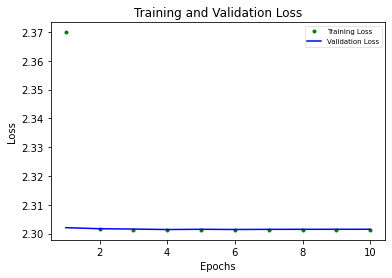 Training and Validation Loss
Training Loss
Validation Loss
2.37
2.36
2.35
2.34
2.33
2.32
2.31
2.30
Loss
2 4 6 8 10
Epochs